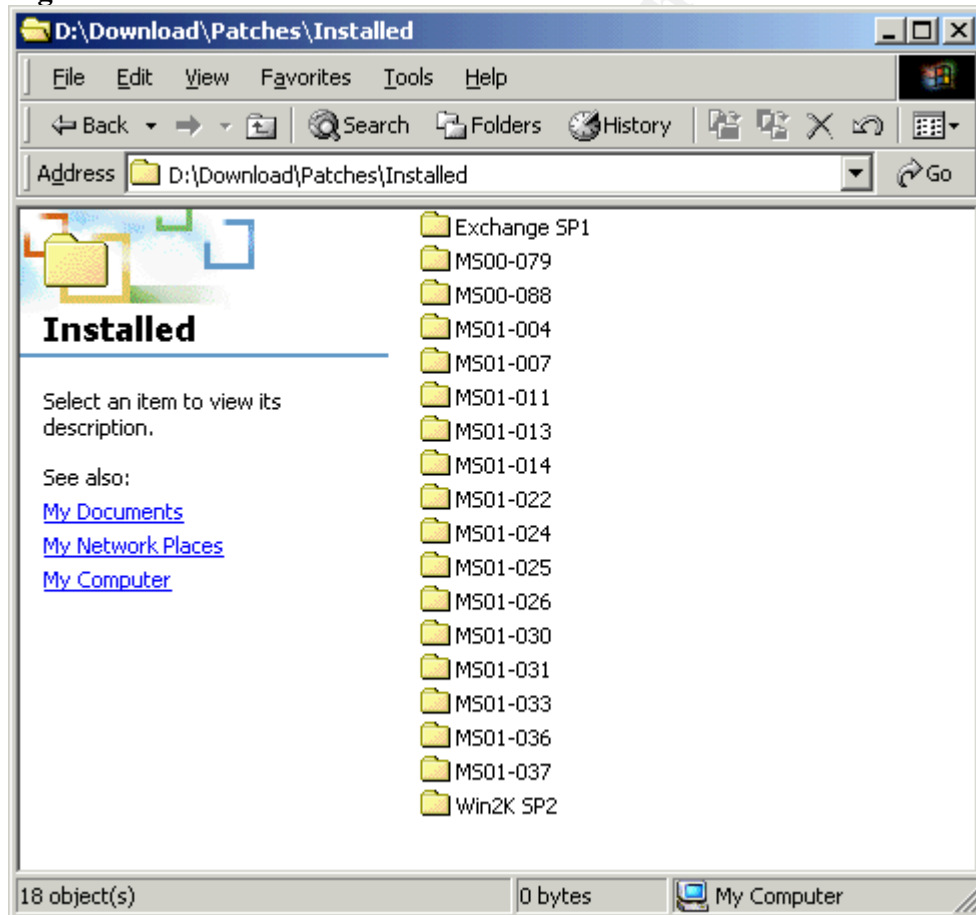 D:\Download\Patches\Installed
File Edit View Favorites Tools Help
Back Search Folders History
Address D:\Download\Patches\Installed Go
Installed
Select an item to view its
description.
See also:
My Documents
My Network Places
My Computer
Exchange SP1
MS00-079
MS00-088
MS01-004
MS01-007
MS01-011
MS01-013
MS01-014
MS01-022
MS01-024
MS01-025
MS01-026
MS01-030
MS01-031
MS01-033
MS01-036
MS01-037
Win2K SP2
18 object(s) 0 bytes My Computer